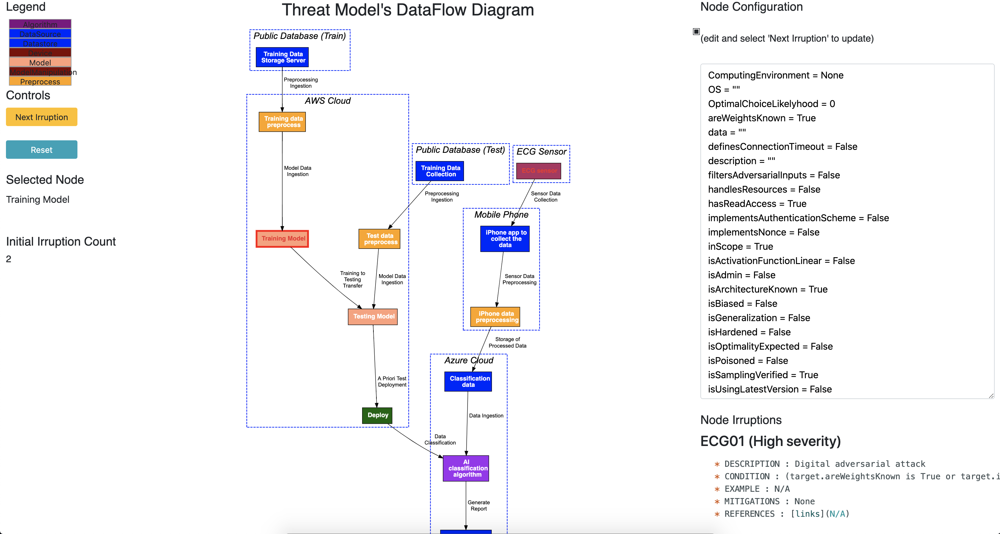 Legend
Algorithm
DataSource
Datastore
Device
Model
ModelManipulation
Preprocess
Controls
Next Irruption
Reset
Selected Node
Training Model
Initial Irruption Count
2
Threat Model's DataFlow Diagram
Public Database (Train)
Training Data
Storage Server
Preprocessing
Ingestion
AWS Cloud
Training data
preprocess
Model Data
Ingestion
Public Database (Test)
Training Data
Collection
ECG Sensor
ECG sensor
Preprocessing
Ingestion
Sensor Data
Collection
Mobile Phone
Training Model
Test data
preprocess
iPhone app to
collect the
data
Training to
Testing
Transfer
Model Data
Ingestion
Sensor Data
Preprocessing
Testing Model
iPhone data
preprocessing
Storage of
Processed Data
Azure Cloud
Classification
data
A Priori Test
Deployment
Deploy
Data Ingestion
Data
Classification
AI
classification
algorithm
Generate
Report
Node Configuration
(edit and select 'Next Irruption' to update)
ComputingEnvironment = None
OS = ""
OptimalChoiceLikelyhood = 0
areWeightsKnown = True
data = ""
definesConnectionTimeout = False
description = ""
filtersAdversarialInputs = False
handlesResources = False
hasReadAccess = True
implementsAuthenticationScheme = False
implementsNonce = False
inScope = True
isActivationFunctionLinear = False
isAdmin = False
isArchitectureKnown = True
isBiased = False
isGeneralization = False
isHardened = False
isOptimalityExpected = False
isPoisoned = False
isSamplingVerified = True
isUsingLatestVersion = False
Node Irruptions
ECG01 (High severity)
* DESCRIPTION : Digital adversarial attack
* CONDITION : (target.areWeightsKnown is True or target.i
* EXAMPLE : N/A
* MITIGATIONS : None
* REFERENCES : [links](N/A)